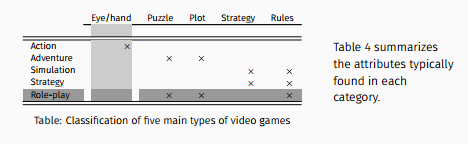 Eye/hand Puzzle Plot Strategy Rules
Action ×
Adventure × ×
Simulation × ×
Strategy × ×
Role-play × × ×
Table: Classification of five main types of video games
Table 4 summarizes
the attributes typically
found in each
category.